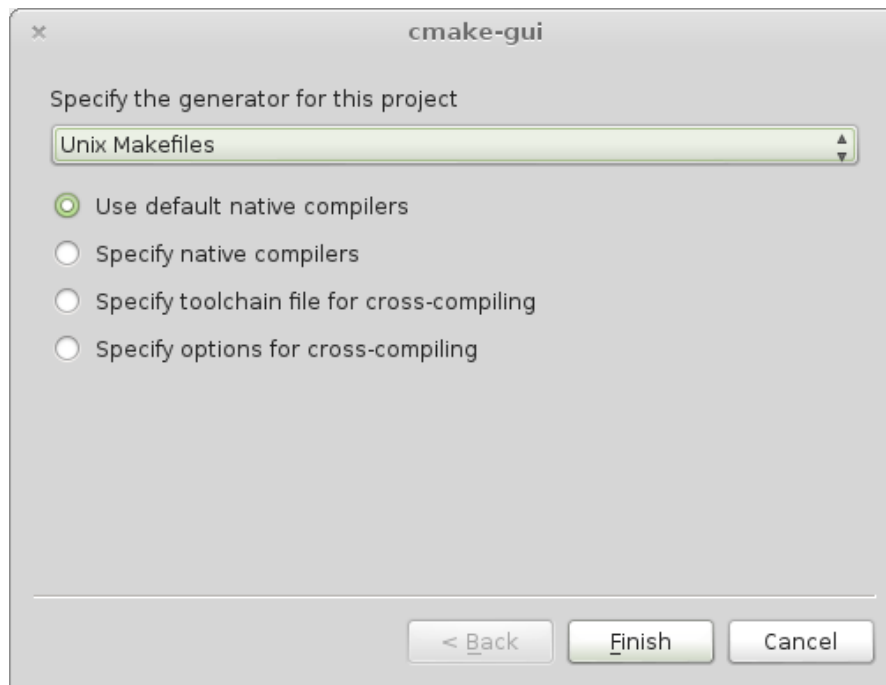 cmake-gui
Specify the generator for this project
Unix Makefiles
Use default native compilers
Specify native compilers
Specify toolchain file for cross-compiling
Specify options for cross-compiling
< Back Finish Cancel